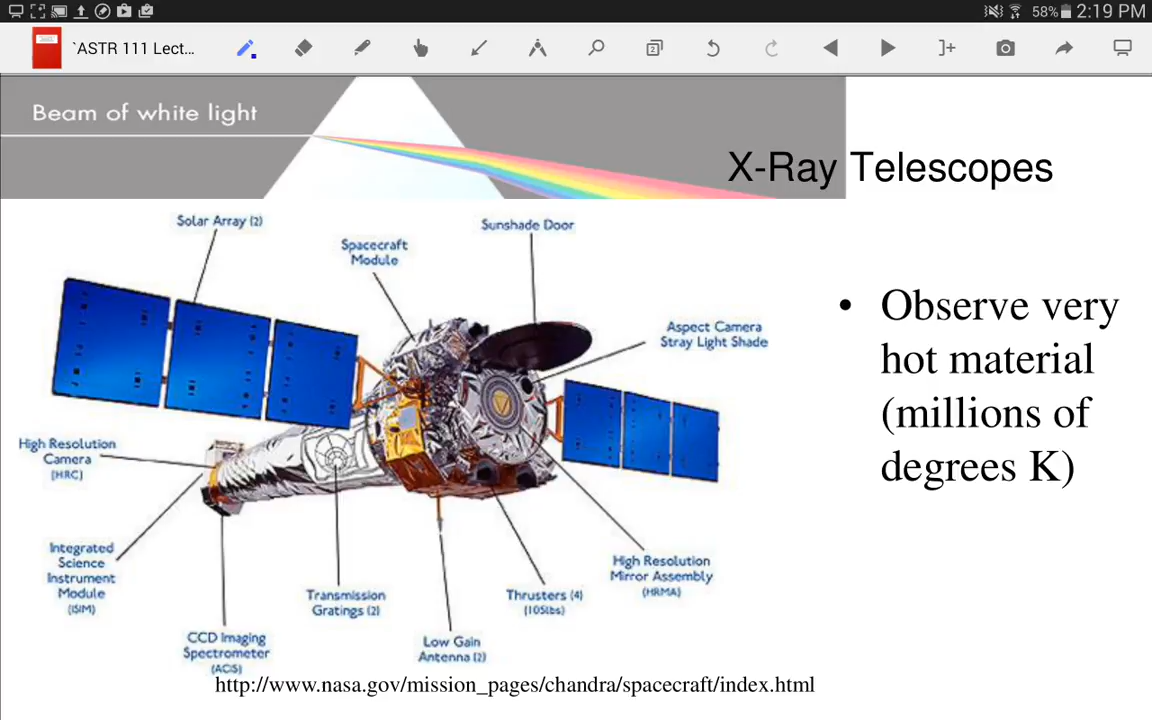 58% 2:19 PM
`ASTR 111 Lect...
2
]+
Beam of white light
X-Ray Telescopes
Solar Array (2)
Sunshade Door
Spacecraft
Module
Aspect Camera
Stray Light Shade
• Observe very
hot material
(millions of
degrees K)
High Resolution
Camera
(HRC)
Integrated
Science
Instrument
Module
(ISIM)
CCD Imaging
Spectrometer
(ACIS)
Transmission
Gratings (2)
Low Gain
Antenna (2)
Thrusters (4)
(105lbs)
High Resolution
Mirror Assembly
(HRMA)
http://www.nasa.gov/mission_pages/chandra/spacecraft/index.html